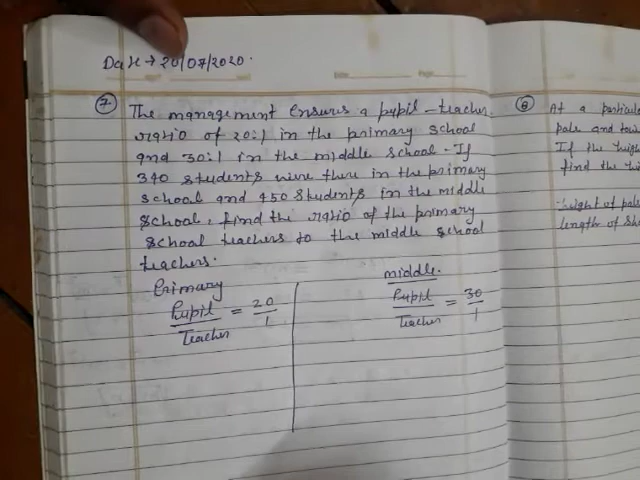 Date → 20/07/2020.
Date Page
⑦ The management ensures a pupil-teacher
ratio of 20:1 in the primary school
and 30:1 in the middle school. If
340 students were there in the primary
school and 450 students in the middle
school, find the ratio of the primary
school teachers to the middle school
teachers.
Primary
Pupil/Teacher = 20/1
middle.
Pupil/Teacher = 30/1
⑧ At a particular
pole and tow
If the heigh
find the
height of pole
length of sha